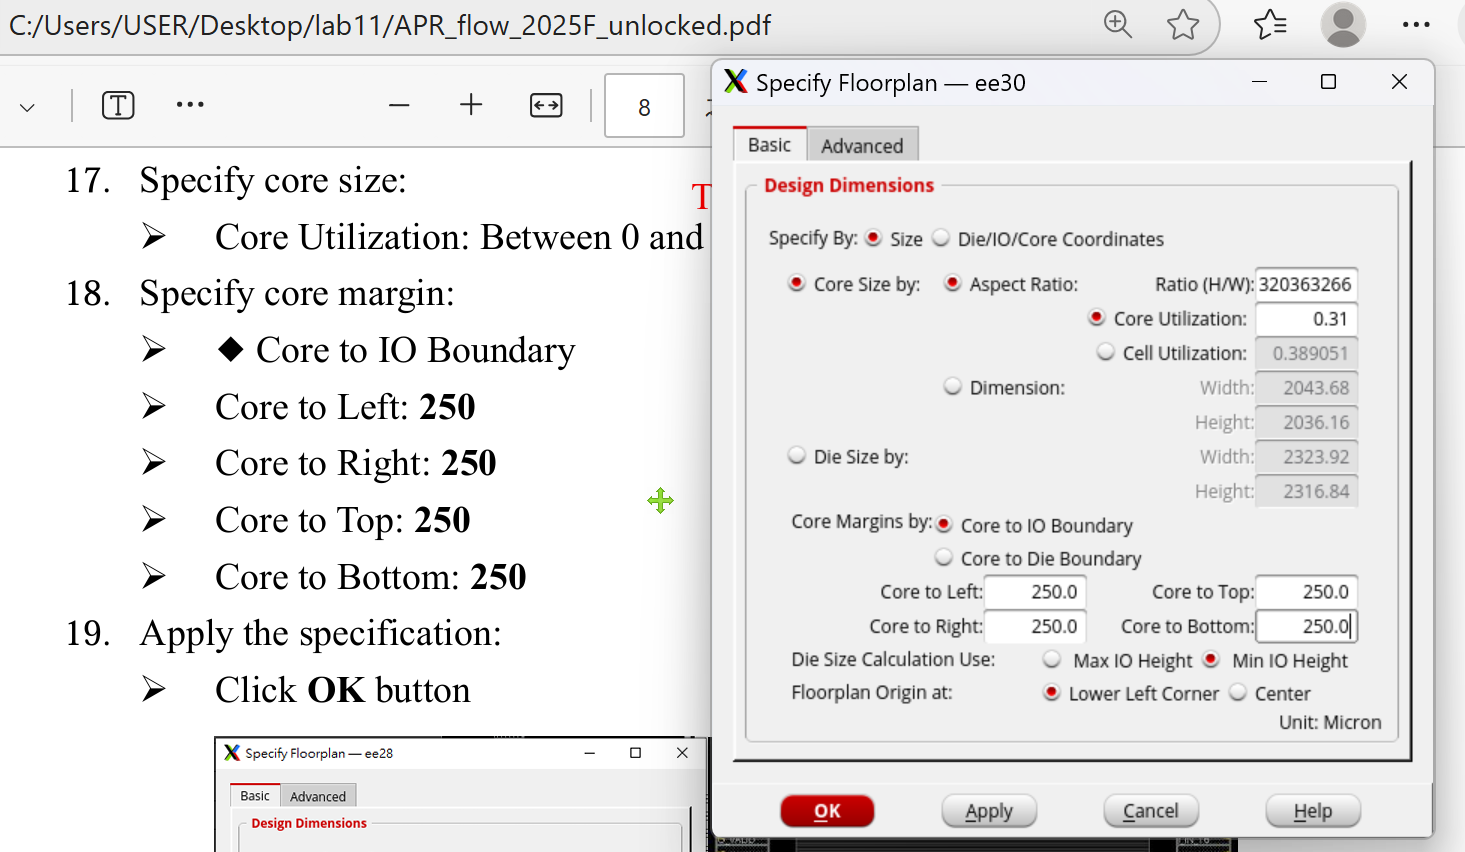 C:/Users/USER/Desktop/lab11/APR_flow_2025F_unlocked.pdf
T
8
17. Specify core size:
T
➢ Core Utilization: Between 0 and
18. Specify core margin:
➢ ◆ Core to IO Boundary
➢ Core to Left: 250
➢ Core to Right: 250
➢ Core to Top: 250
➢ Core to Bottom: 250
19. Apply the specification:
➢ Click OK button
Specify Floorplan — ee28
Basic Advanced
Design Dimensions
Specify Floorplan — ee30
Basic Advanced
Design Dimensions
Specify By: Size Die/IO/Core Coordinates
Core Size by: Aspect Ratio: Ratio (H/W): 320363266
Core Utilization: 0.31
Cell Utilization: 0.389051
Dimension: Width: 2043.68
Height: 2036.16
Die Size by: Width: 2323.92
Height: 2316.84
Core Margins by: Core to IO Boundary
Core to Die Boundary
Core to Left: 250.0 Core to Top: 250.0
Core to Right: 250.0 Core to Bottom: 250.0
Die Size Calculation Use: Max IO Height Min IO Height
Floorplan Origin at: Lower Left Corner Center
Unit: Micron
OK Apply Cancel Help